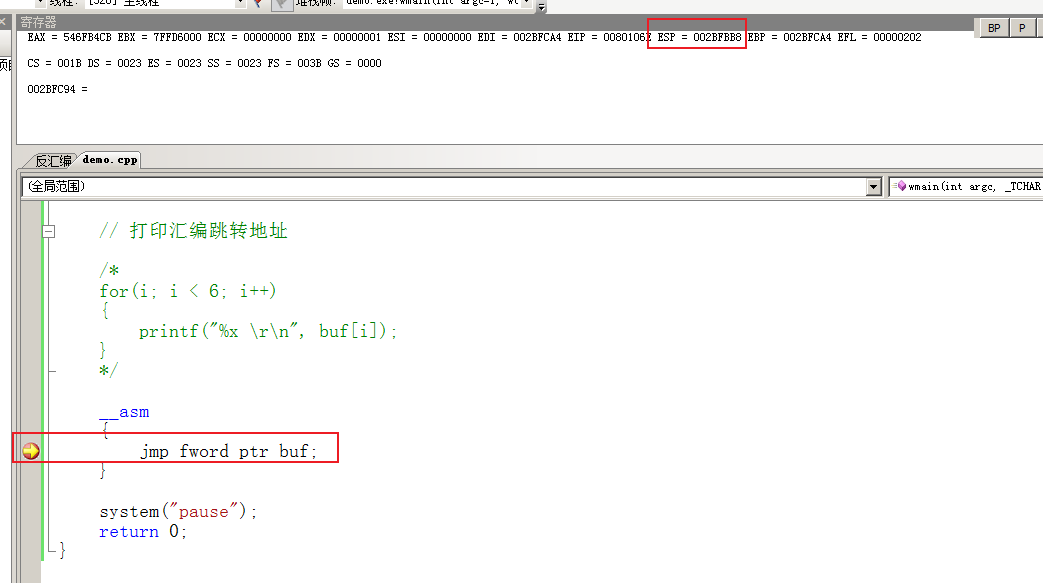 线程: [520] 主线程 堆栈帧: demo.exe!wmain(int argc=1, wc
寄存器
BP P
EAX = 546FB4CB EBX = 7FFD6000 ECX = 00000000 EDX = 00000001 ESI = 00000000 EDI = 002BFCA4 EIP = 0080106E ESP = 002BFBB8 EBP = 002BFCA4 EFL = 00000202
CS = 001B DS = 0023 ES = 0023 SS = 0023 FS = 003B GS = 0000
002BFC94 =
反汇编 demo.cpp
(全局范围) wmain(int argc, _TCHAR
// 打印汇编跳转地址
/*
for(i; i < 6; i++)
{
printf("%x \r\n", buf[i]);
}
*/
__asm
{
jmp fword ptr buf;
}
system("pause");
return 0;
}